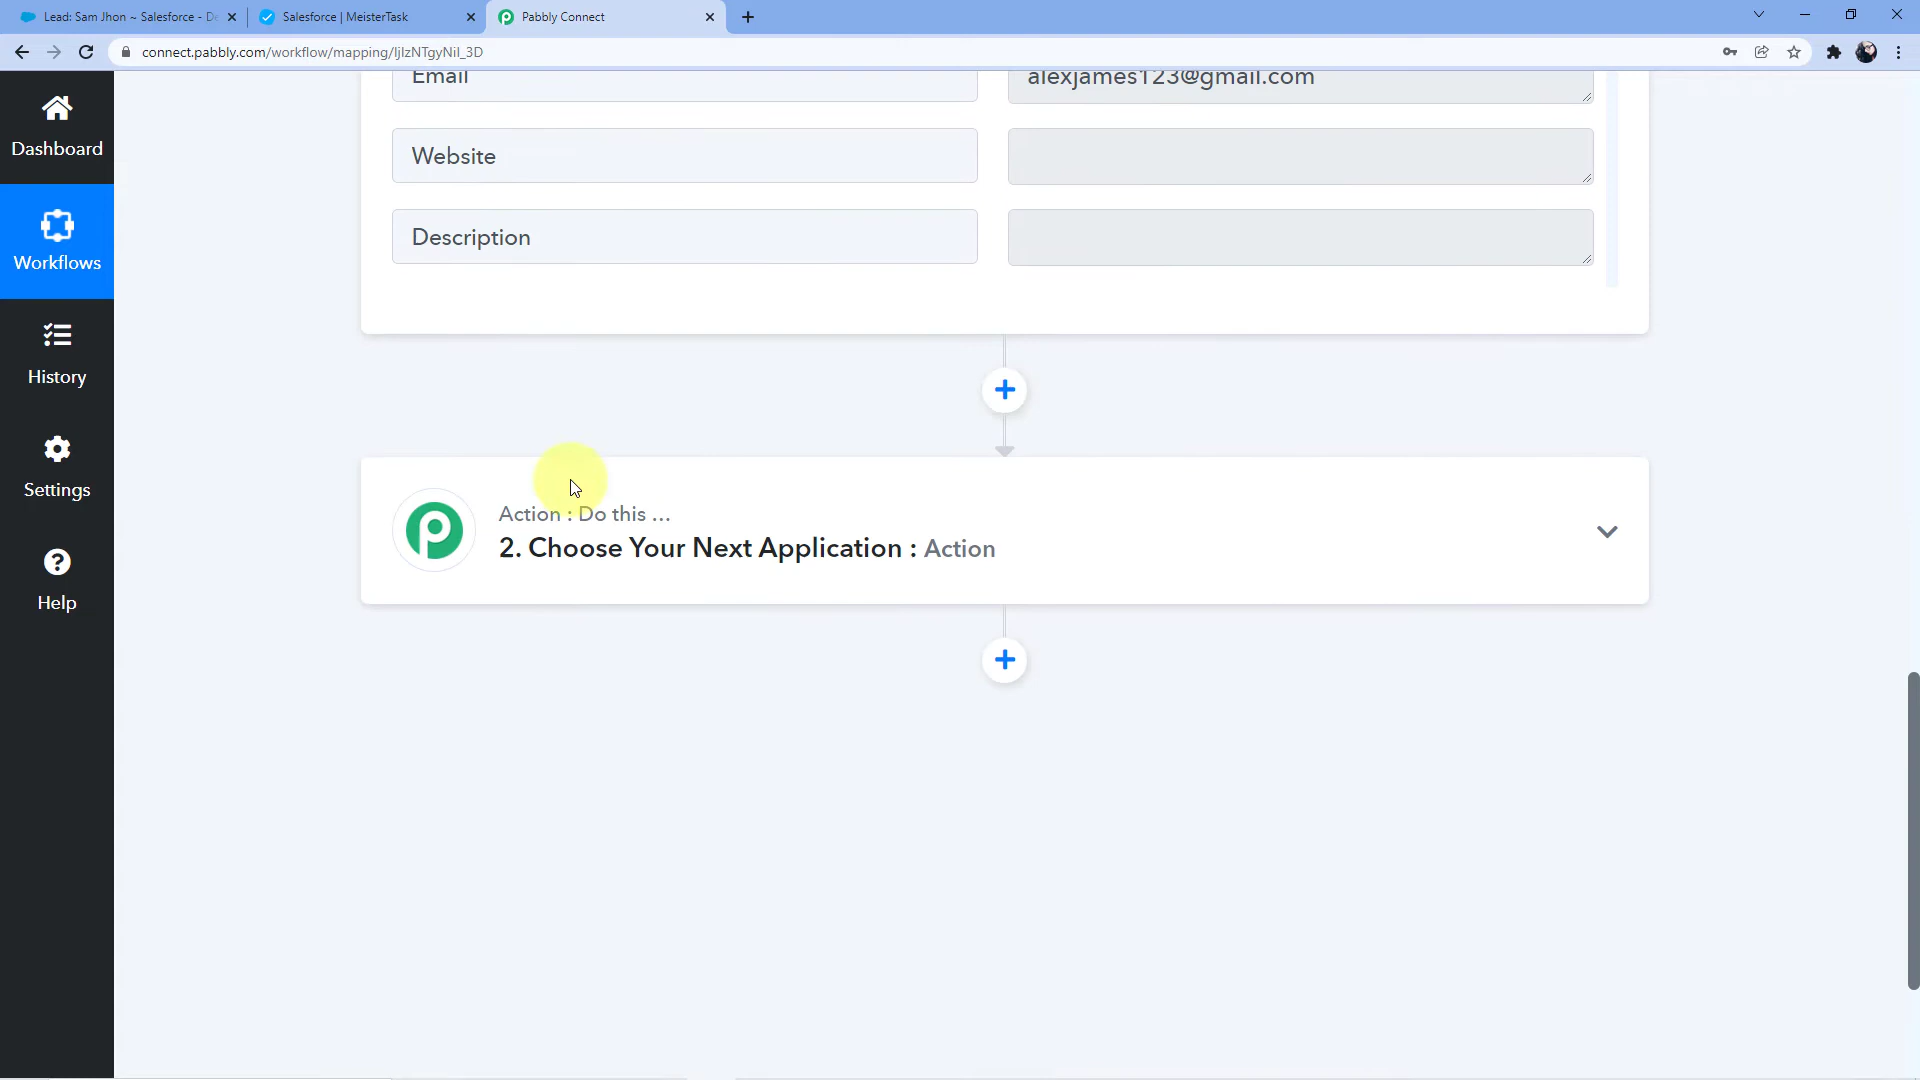 Lead: Sam Jhon ~ Salesforce - De
Salesforce | MeisterTask
Pabbly Connect
connect.pabbly.com/workflow/mapping/IjIzNTgyNiI_3D
Dashboard
Workflows
History
Settings
Help
Email
alexjames123@gmail.com
Website
Description
Action : Do this ...
2. Choose Your Next Application : Action